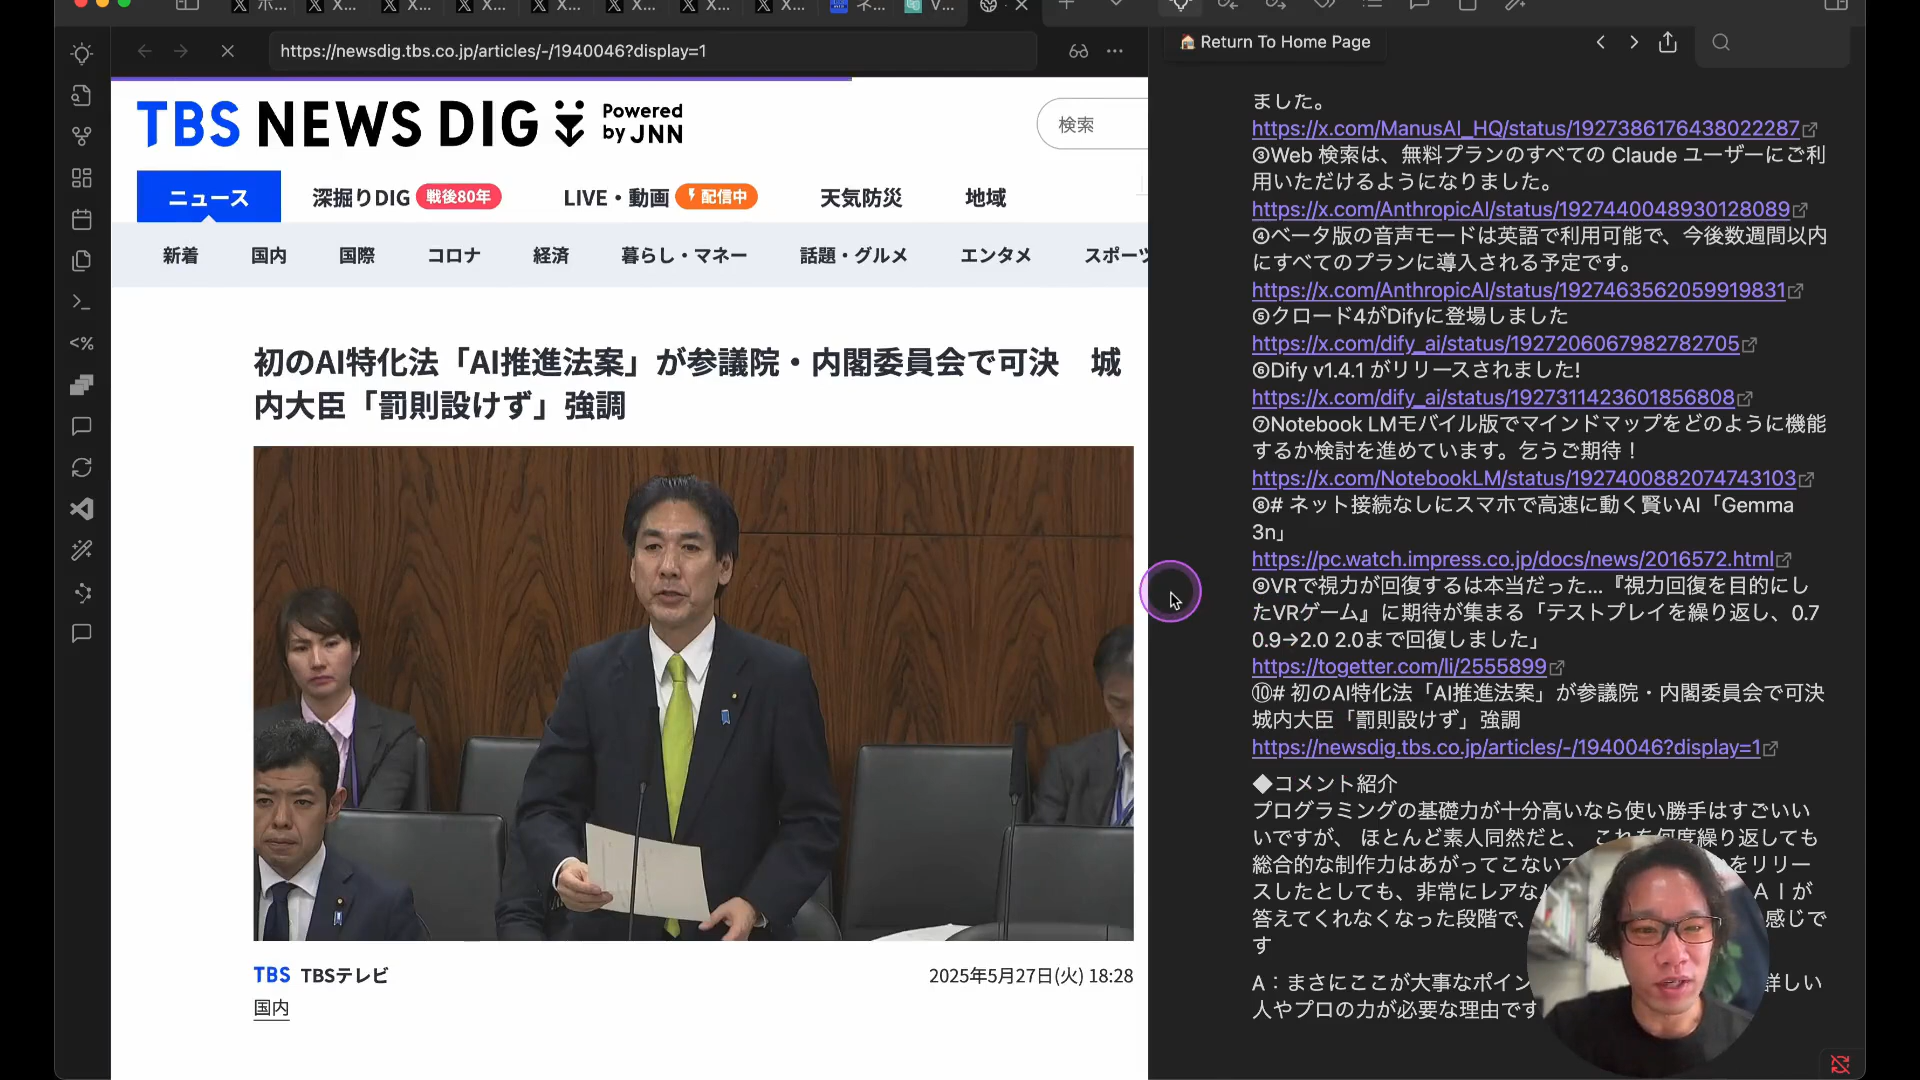 ホ...
X...
X...
X...
X...
X...
X...
X...
ネ...
V...
https://newsdig.tbs.co.jp/articles/-/1940046?display=1
TBS NEWS DIG Powered by JNN
検索
ニュース
深掘りDIG 戦後80年
LIVE・動画 配信中
天気防災
地域
新着
国内
国際
コロナ
経済
暮らし・マネー
話題・グルメ
エンタメ
スポーツ
初のAI特化法「AI推進法案」が参議院・内閣委員会で可決 城
内大臣「罰則設けず」強調
TBS TBSテレビ
2025年5月27日(火) 18:28
国内
Return To Home Page
ました。
https://x.com/ManusAI_HQ/status/1927386176438022287
③Web 検索は、無料プランのすべての Claude ユーザーにご利
用いただけるようになりました。
https://x.com/AnthropicAI/status/1927440048930128089
④ベータ版の音声モードは英語で利用可能で、今後数週間以内
にすべてのプランに導入される予定です。
https://x.com/AnthropicAI/status/1927463562059919831
⑤クロード4がDifyに登場しました
https://x.com/dify_ai/status/1927206067982782705
⑥Dify v1.4.1 がリリースされました!
https://x.com/dify_ai/status/1927311423601856808
⑦Notebook LMモバイル版でマインドマップをどのように機能
するか検討を進めています。乞うご期待！
https://x.com/NotebookLM/status/1927400882074743103
⑧# ネット接続なしにスマホで高速に動く賢いAI「Gemma
3n」
https://pc.watch.impress.co.jp/docs/news/2016572.html
⑨VRで視力が回復するは本当だった…『視力回復を目的にし
たVRゲーム』に期待が集まる「テストプレイを繰り返し、0.7
0.9→2.0 2.0まで回復しました」
https://togetter.com/li/2555899
⑩# 初のAI特化法「AI推進法案」が参議院・内閣委員会で可決
城内大臣「罰則設けず」強調
https://newsdig.tbs.co.jp/articles/-/1940046?display=1
◆コメント紹介
プログラミングの基礎力が十分高いなら使い勝手はすごいい
いですが、 ほとんど素人同然だと、 これを何度繰り返しても
総合的な制作力はあがってこない をリリー
スしたとしても、非常にレアな ＡＩが
答えてくれなくなった段階で、 感じで
す
A：まさにここが大事なポイン 詳しい
人やプロの力が必要な理由です